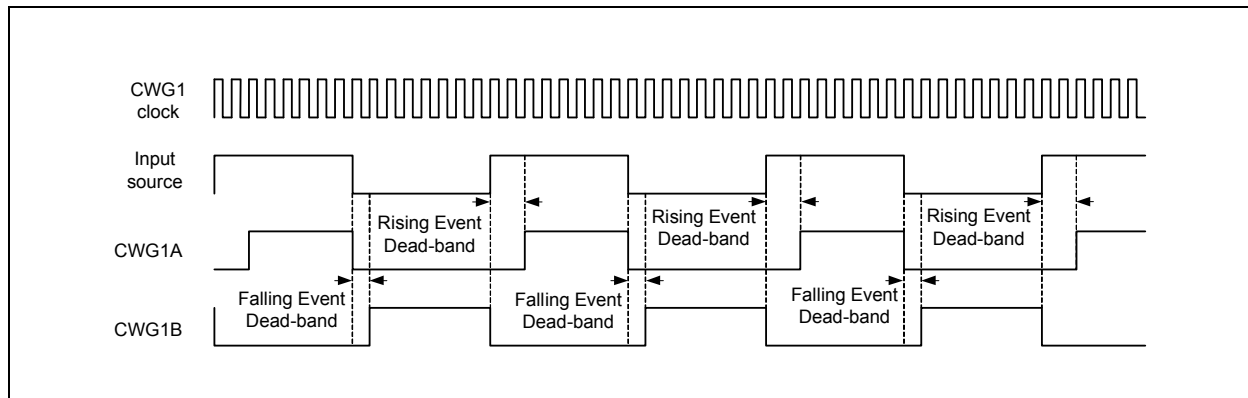 CWG1
clock
Input
source
Rising Event
Dead-band
Rising Event
Dead-band
Rising Event
Dead-band
CWG1A
Falling Event
Dead-band
Falling Event
Dead-band
Falling Event
Dead-band
CWG1B